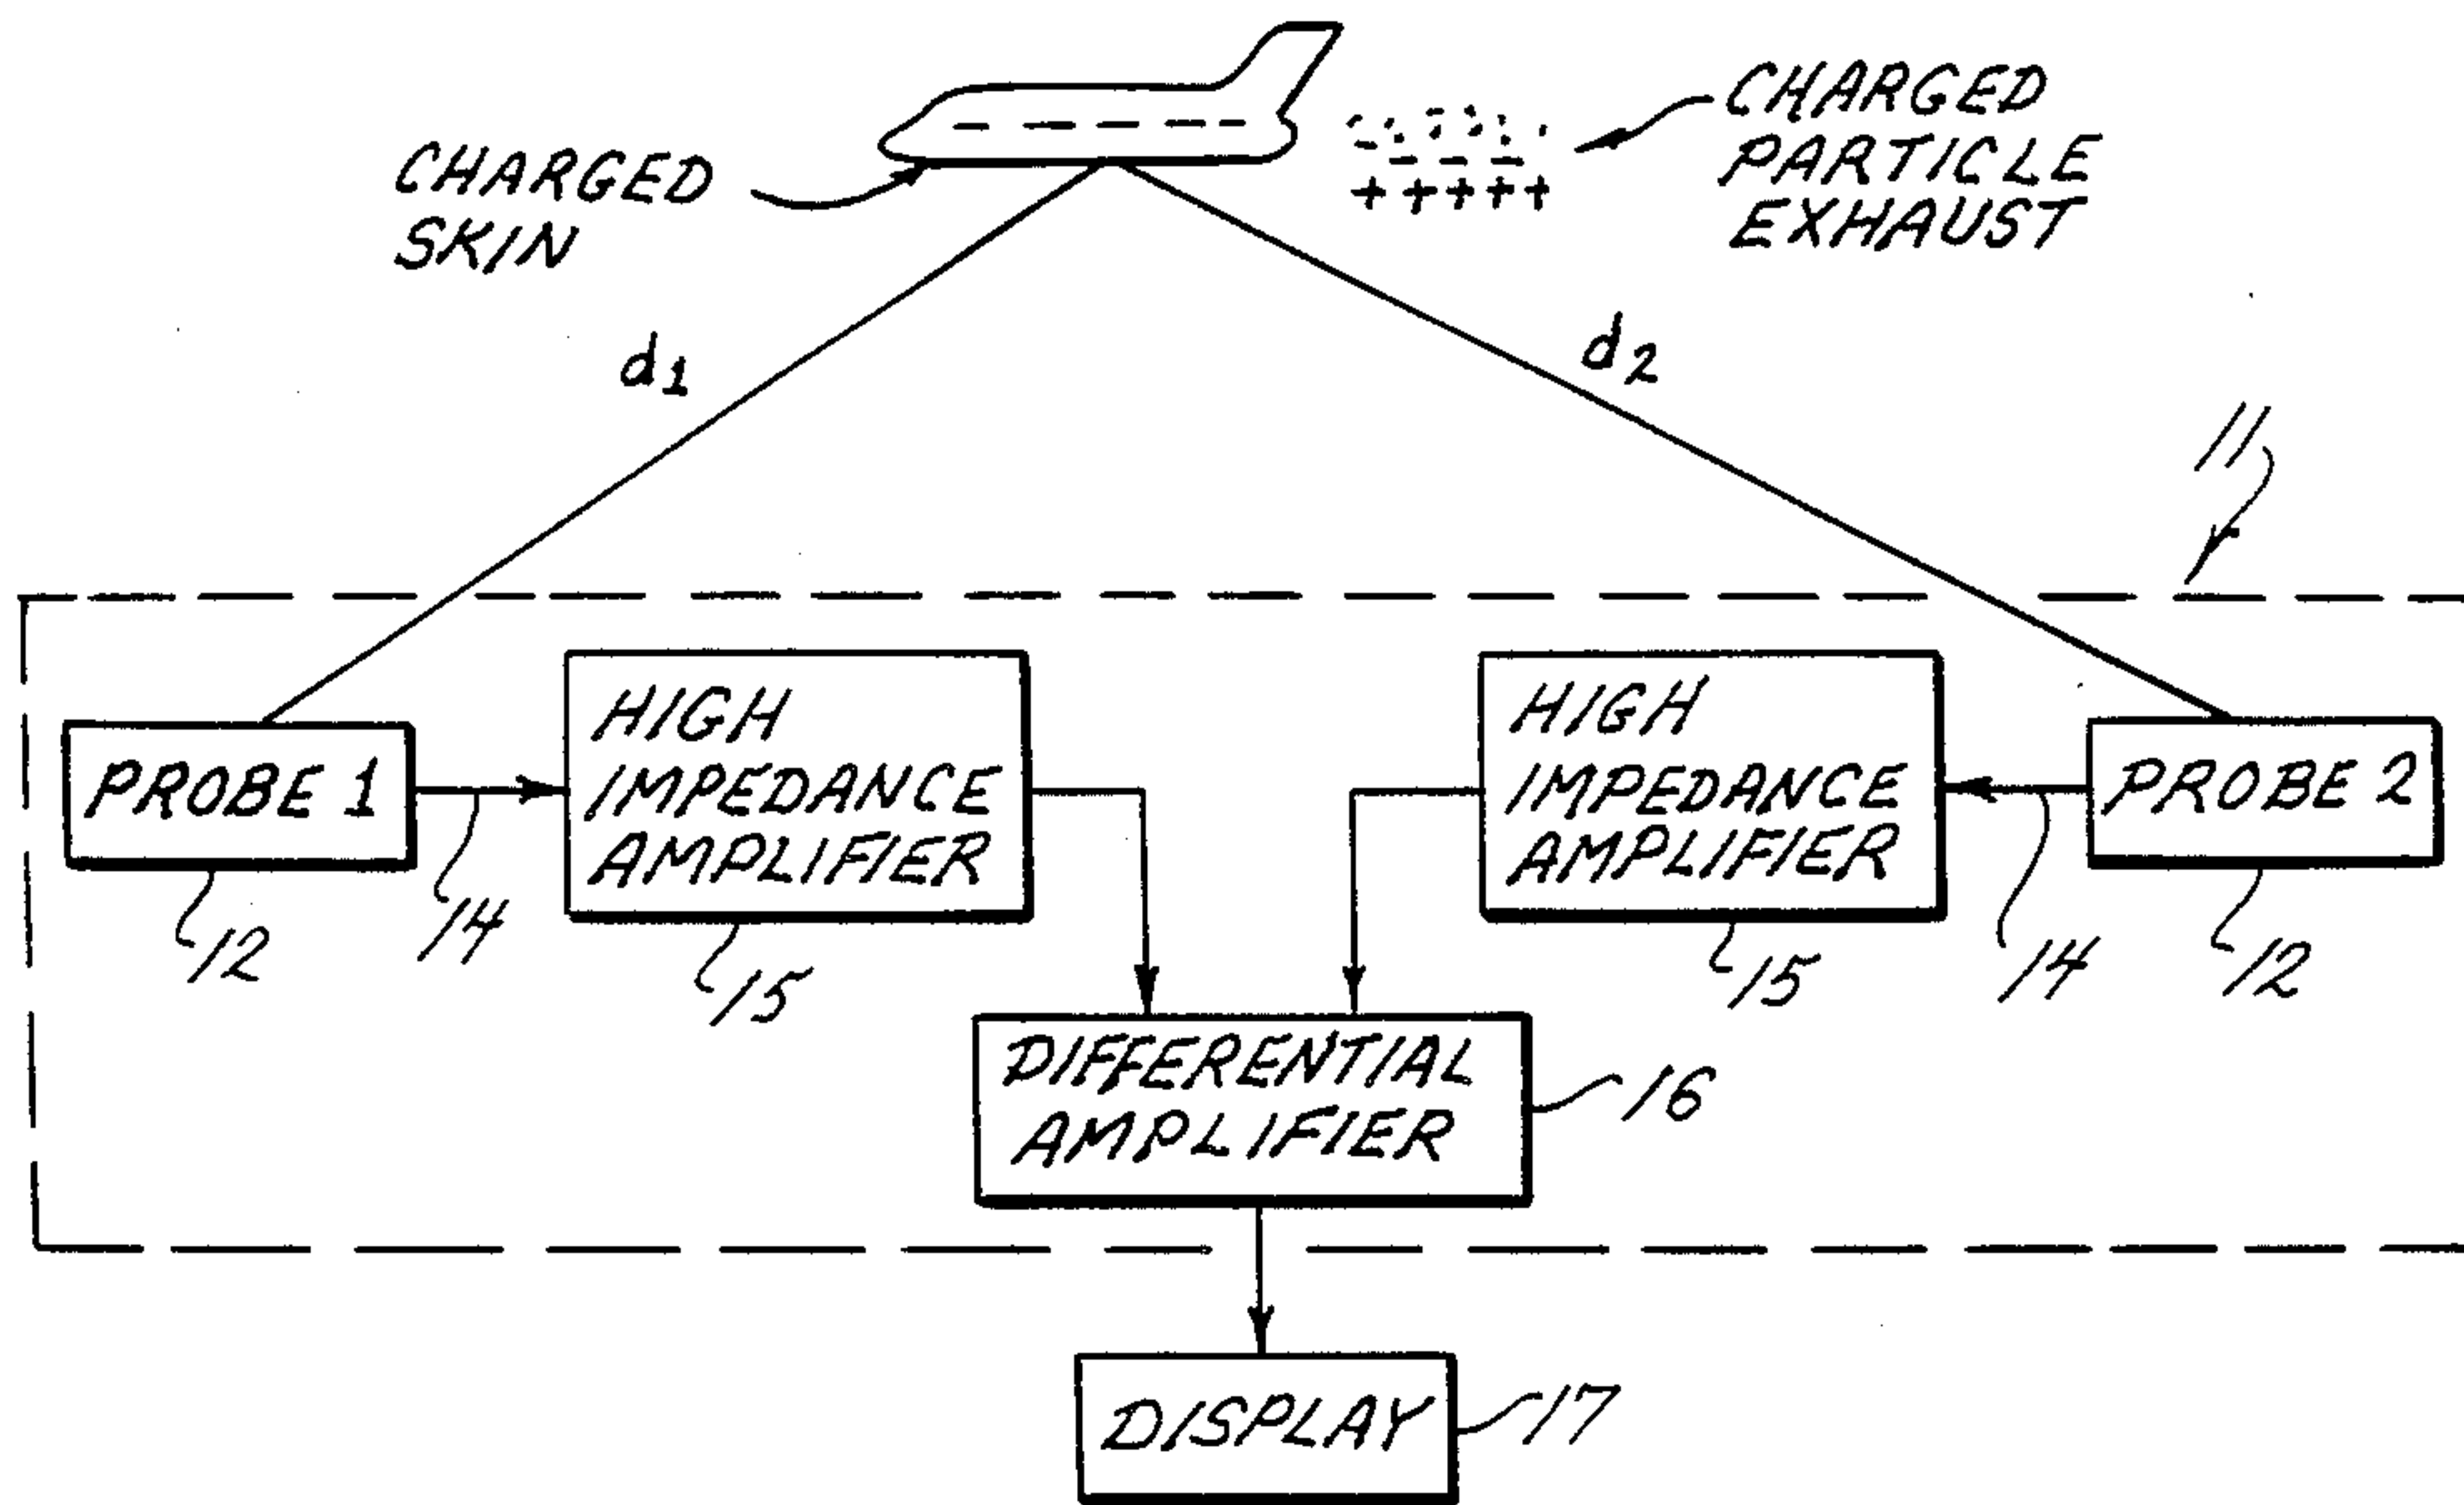 CHARGED
SKIN
CHARGED
PARTICLE
EXHAUST
d1
d2
11
PROBE 1
HIGH
IMPEDANCE
AMPLIFIER
HIGH
IMPEDANCE
AMPLIFIER
PROBE 2
12
14
15
15
14
12
DIFFERENTIAL
AMPLIFIER
16
DISPLAY
17